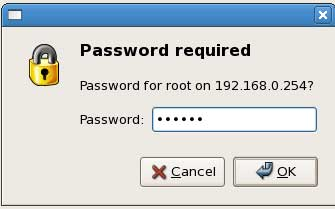 Password required
Password for root on 192.168.0.254?
Password: ••••••
Cancel OK